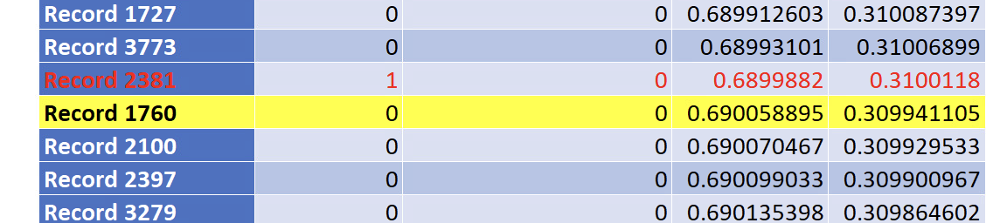 Record 1727 0 0 0.689912603 0.310087397
Record 3773 0 0 0.68993101 0.31006899
Record 2381 1 0 0.6899882 0.3100118
Record 1760 0 0 0.690058895 0.309941105
Record 2100 0 0 0.690070467 0.309929533
Record 2397 0 0 0.690099033 0.309900967
Record 3279 0 0 0.690135398 0.309864602